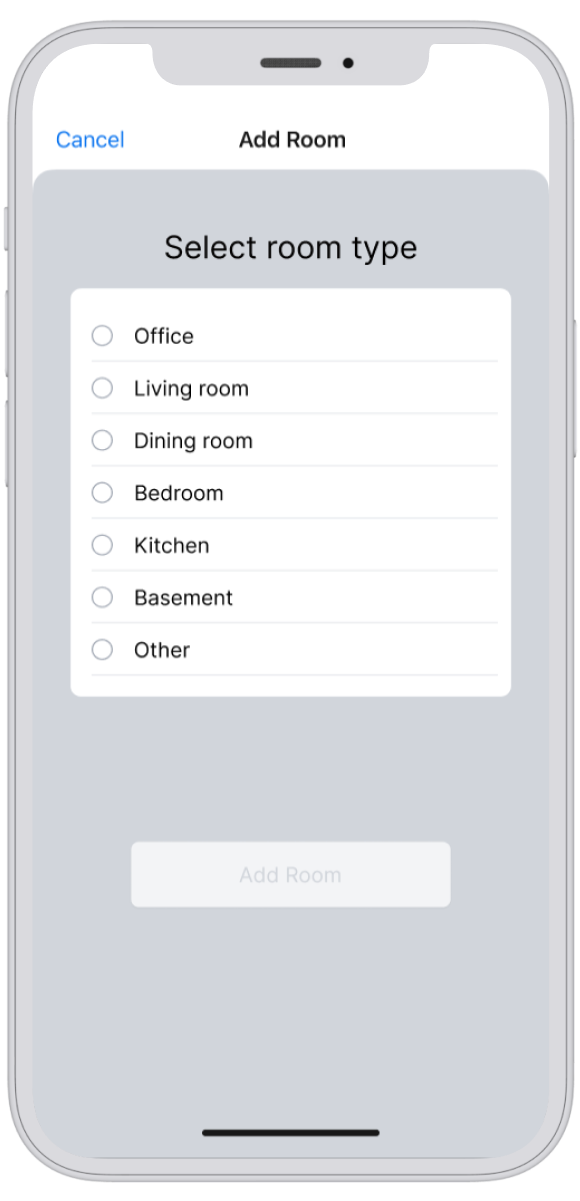 Cancel Add Room
Select room type
Office
Living room
Dining room
Bedroom
Kitchen
Basement
Other
Add Room